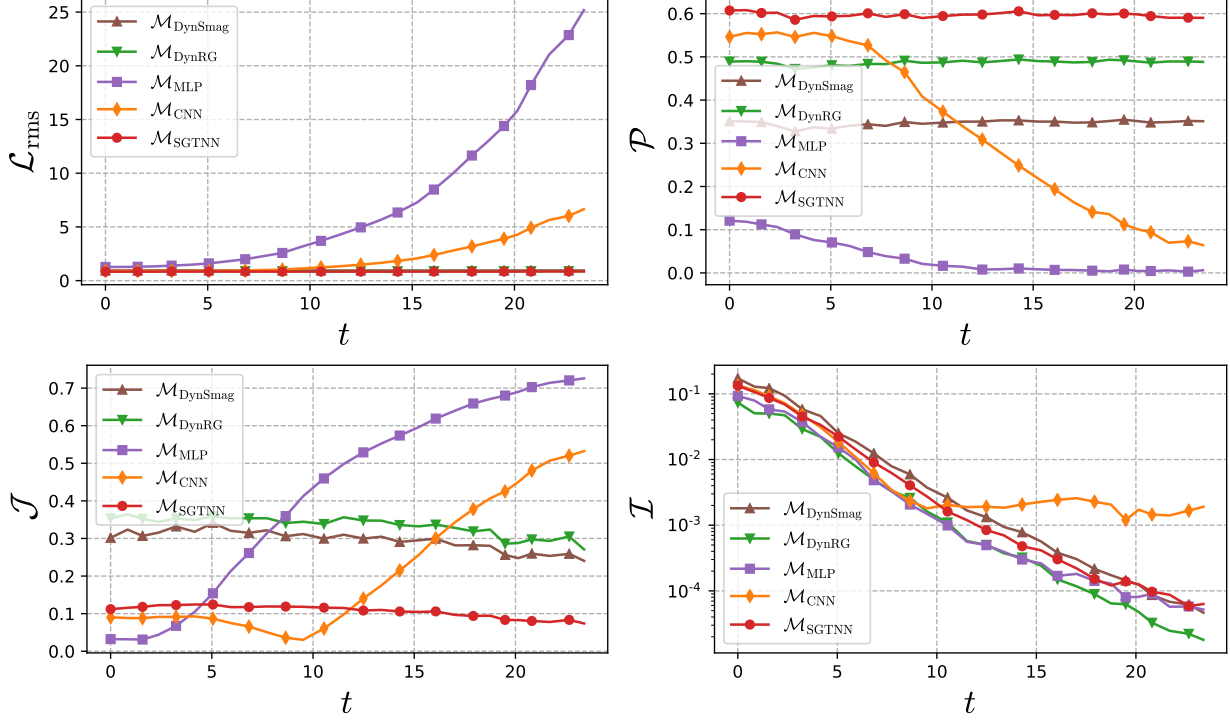 25
20
15
10
5
0
𝓛rms
ℳDynSmag
ℳDynRG
ℳMLP
ℳCNN
ℳSGTNN
0 5 10 15 20
t
0.6
0.5
0.4
0.3
0.2
0.1
0.0
𝒫
ℳDynSmag
ℳDynRG
ℳMLP
ℳCNN
ℳSGTNN
0 5 10 15 20
t
0.7
0.6
0.5
0.4
0.3
0.2
0.1
0.0
𝒥
ℳDynSmag
ℳDynRG
ℳMLP
ℳCNN
ℳSGTNN
0 5 10 15 20
t
10⁻¹
10⁻²
10⁻³
10⁻⁴
ℐ
ℳDynSmag
ℳDynRG
ℳMLP
ℳCNN
ℳSGTNN
0 5 10 15 20
t